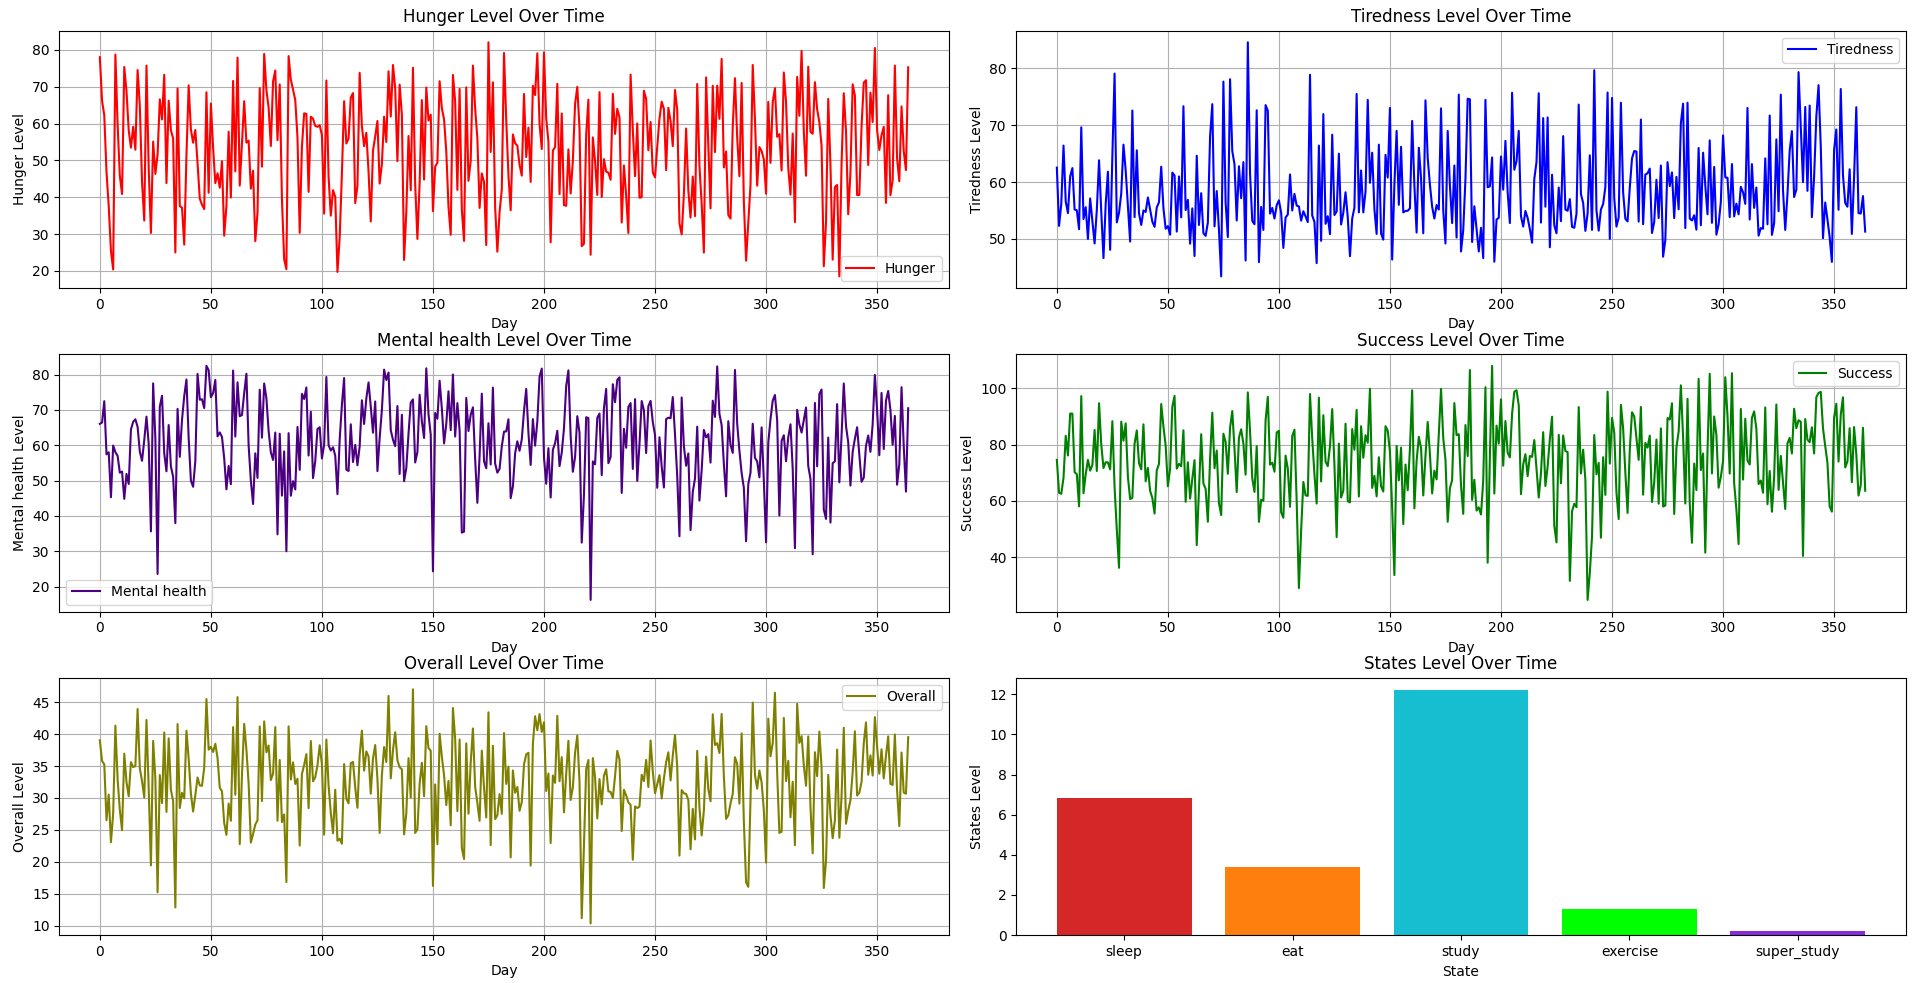 Hunger Level Over Time
Hunger Level
80
70
60
50
40
30
20
Hunger
0 50 100 150 200 250 300 350
Day
Tiredness Level Over Time
Tiredness Level
80
70
60
50
Tiredness
0 50 100 150 200 250 300 350
Day
Mental health Level Over Time
Mental health Level
80
70
60
50
40
30
20
Mental health
0 50 100 150 200 250 300 350
Day
Success Level Over Time
Success Level
100
80
60
40
Success
0 50 100 150 200 250 300 350
Day
Overall Level Over Time
Overall Level
45
40
35
30
25
20
15
10
Overall
0 50 100 150 200 250 300 350
Day
States Level Over Time
States Level
12
10
8
6
4
2
0
sleep eat study exercise super_study
State